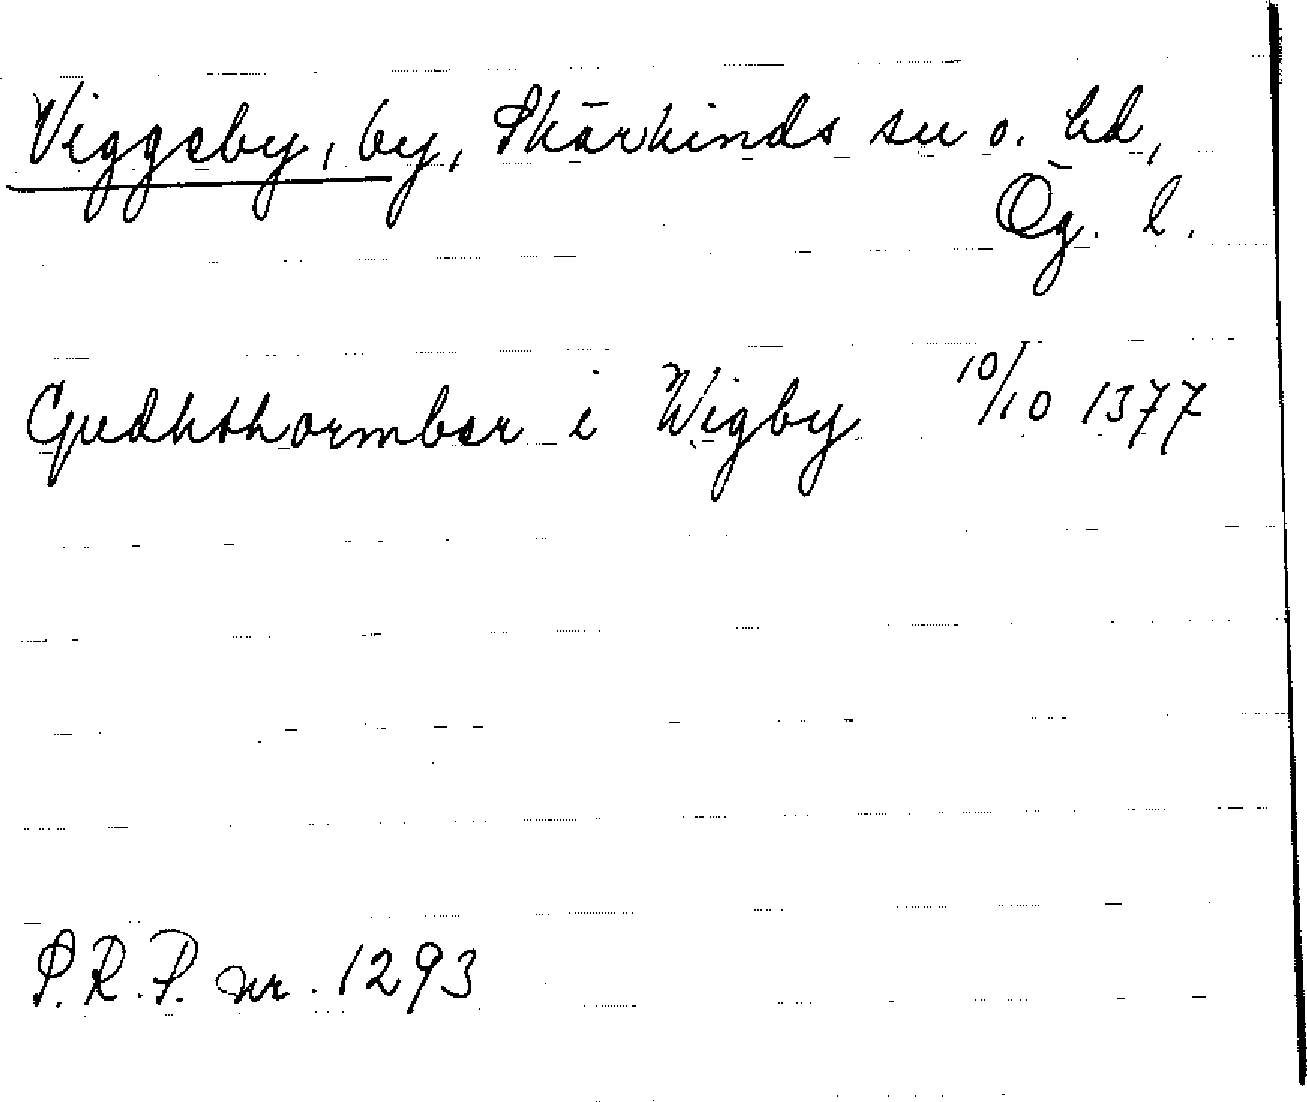 Viggeby, by, Skärkinds sn o. hd,
Ög. l.
Gudhthormber i Wigby 10/10 1377
S.R.P. nr. 1293